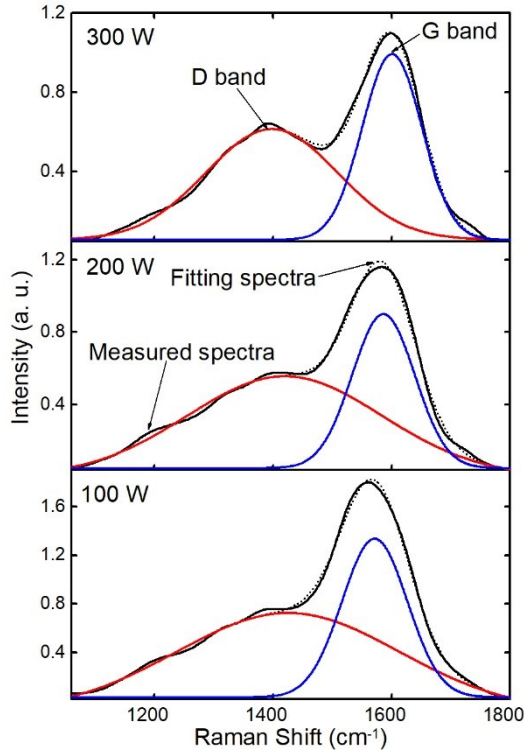 300 W
G band
D band
1.2
0.8
0.4
200 W
Fitting spectra
Measured spectra
1.2
0.8
0.4
100 W
1.6
1.2
0.8
0.4
Intensity (a. u.)
1200 1400 1600 1800
Raman Shift (cm⁻¹)